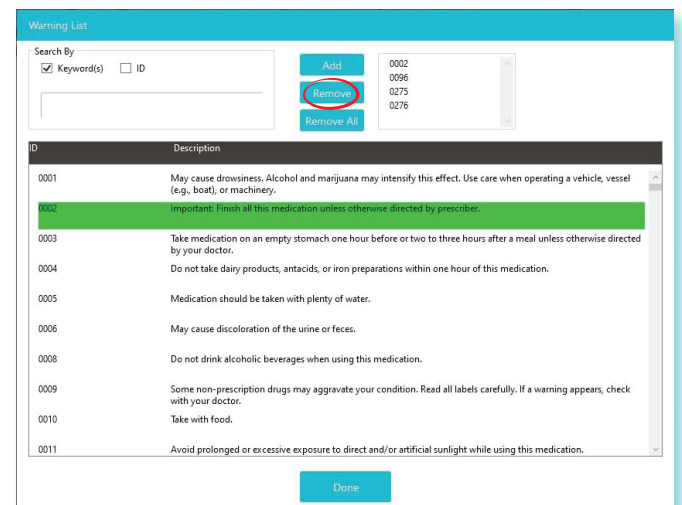 Warning List
Search By
Keyword(s) ID
Add
Remove
Remove All
0002
0096
0275
0276
ID Description
0001 May cause drowsiness. Alcohol and marijuana may intensify this effect. Use care when operating a vehicle, vessel
(e.g., boat), or machinery.
0002 Important: Finish all this medication unless otherwise directed by prescriber.
0003 Take medication on an empty stomach one hour before or two to three hours after a meal unless otherwise directed
by your doctor.
0004 Do not take dairy products, antacids, or iron preparations within one hour of this medication.
0005 Medication should be taken with plenty of water.
0006 May cause discoloration of the urine or feces.
0008 Do not drink alcoholic beverages when using this medication.
0009 Some non-prescription drugs may aggravate your condition. Read all labels carefully. If a warning appears, check
with your doctor.
0010 Take with food.
0011 Avoid prolonged or excessive exposure to direct and/or artificial sunlight while using this medication.
Done